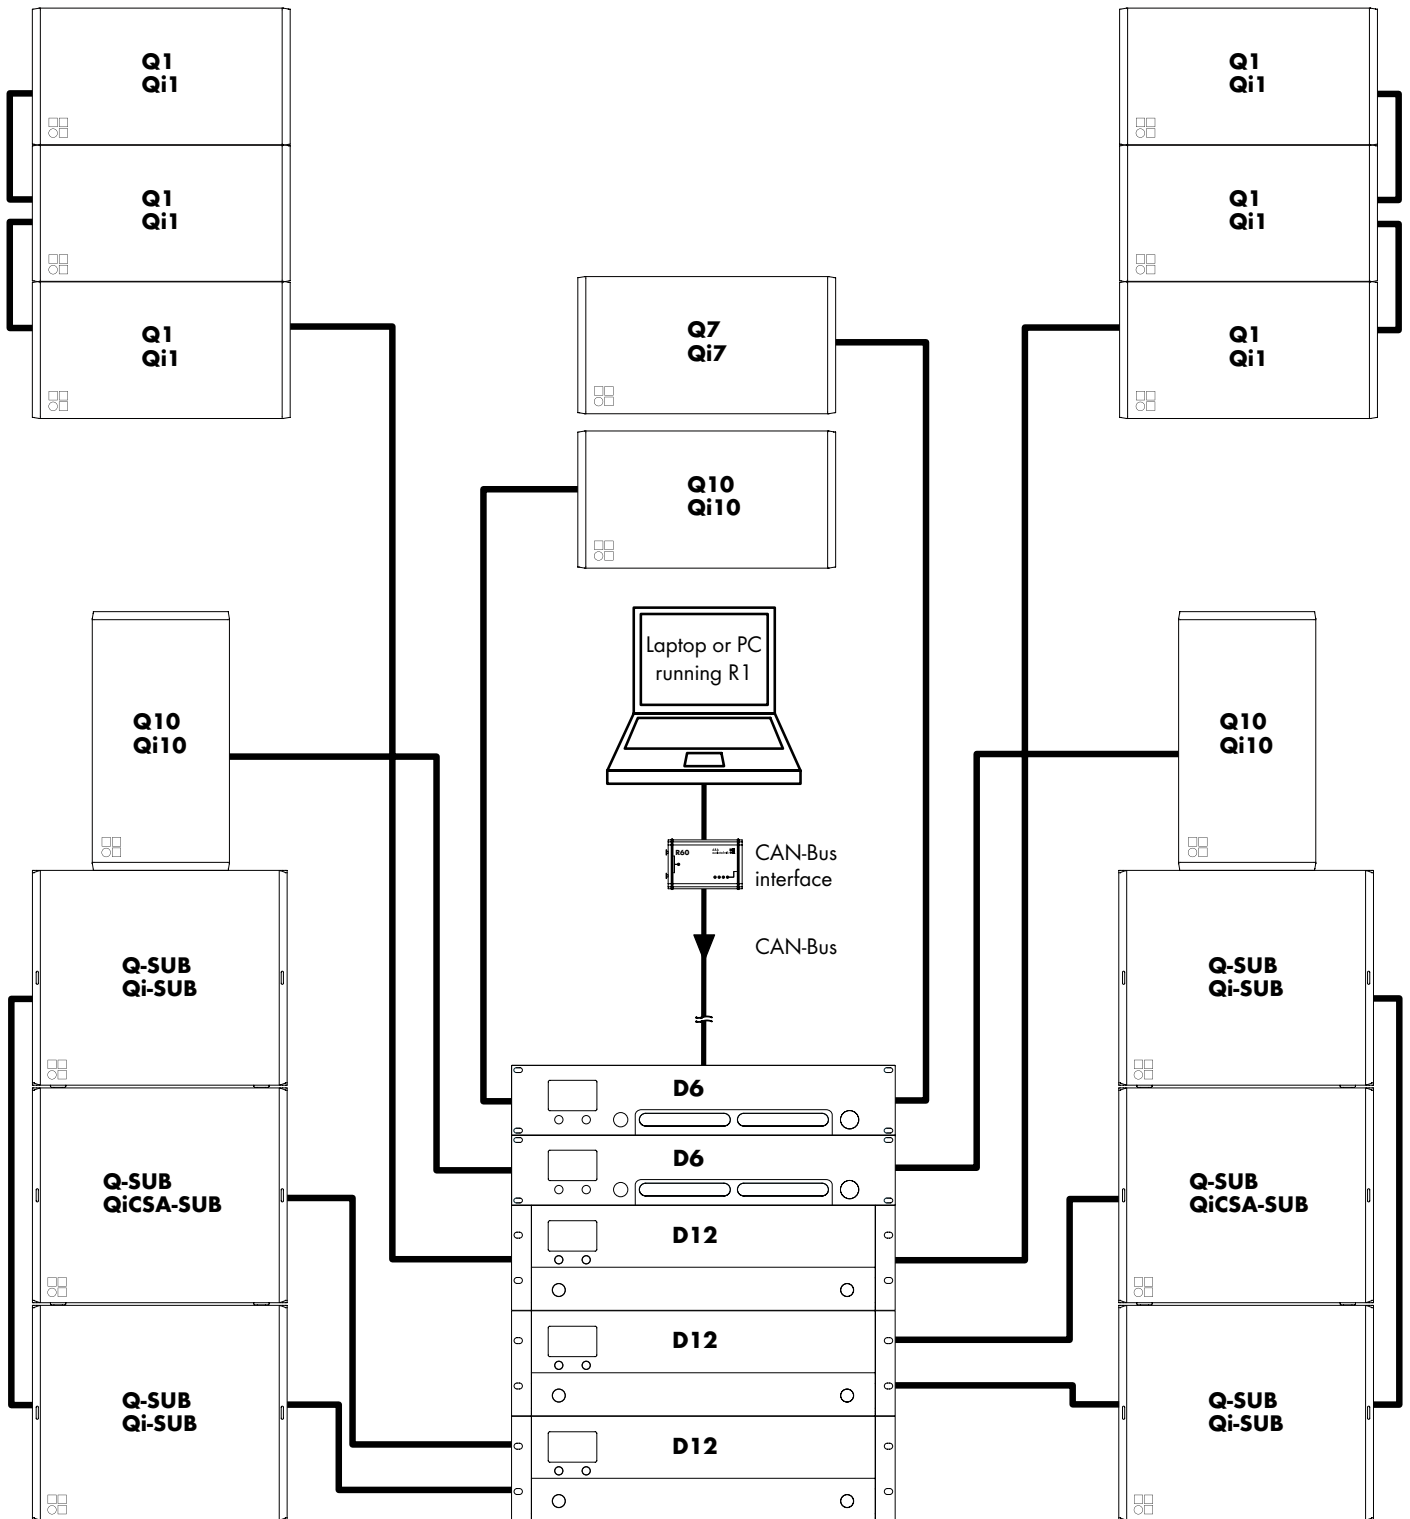 Q1
Qi1
Q1
Qi1
Q1
Qi1
Q1
Qi1
Q7
Qi7
Q1
Qi1
Q1
Qi1
Q10
Qi10
Laptop or PC
running R1
Q10
Qi10
Q10
Qi10
R60
CAN-Bus
interface
CAN-Bus
Q-SUB
Qi-SUB
Q-SUB
Qi-SUB
D6
D6
Q-SUB
QiCSA-SUB
Q-SUB
QiCSA-SUB
D12
D12
Q-SUB
Qi-SUB
Q-SUB
Qi-SUB
D12